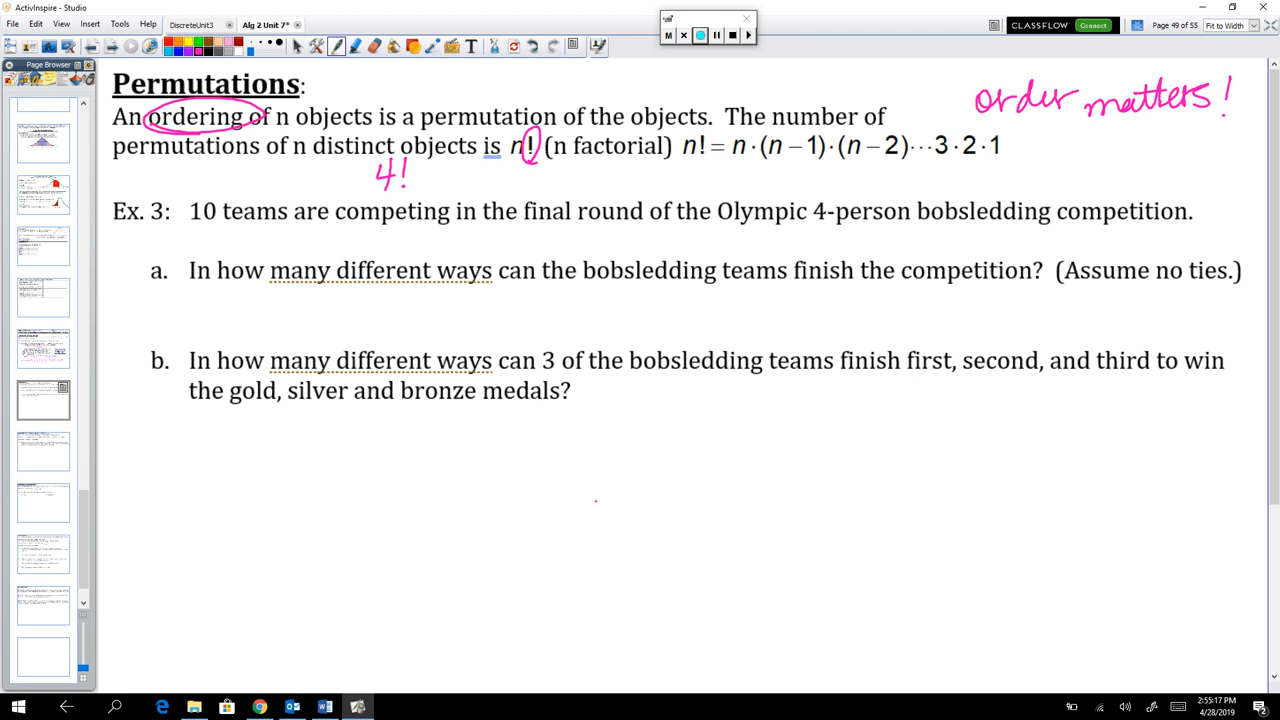 ActivInspire - Studio
File Edit View Insert Tools Help
DiscreteUnit3
Alg 2 Unit 7*
CLASSFLOW Connect
Page 49 of 55
Fit to Width
Page Browser
M
Permutations:
order matters!
An ordering of n objects is a permutation of the objects. The number of
permutations of n distinct objects is n! (n factorial) n! = n · (n − 1) · (n − 2) ··· 3 · 2 · 1
4!
Ex. 3: 10 teams are competing in the final round of the Olympic 4-person bobsledding competition.
a. In how many different ways can the bobsledding teams finish the competition? (Assume no ties.)
b. In how many different ways can 3 of the bobsledding teams finish first, second, and third to win
the gold, silver and bronze medals?
2:55:17 PM
4/28/2019